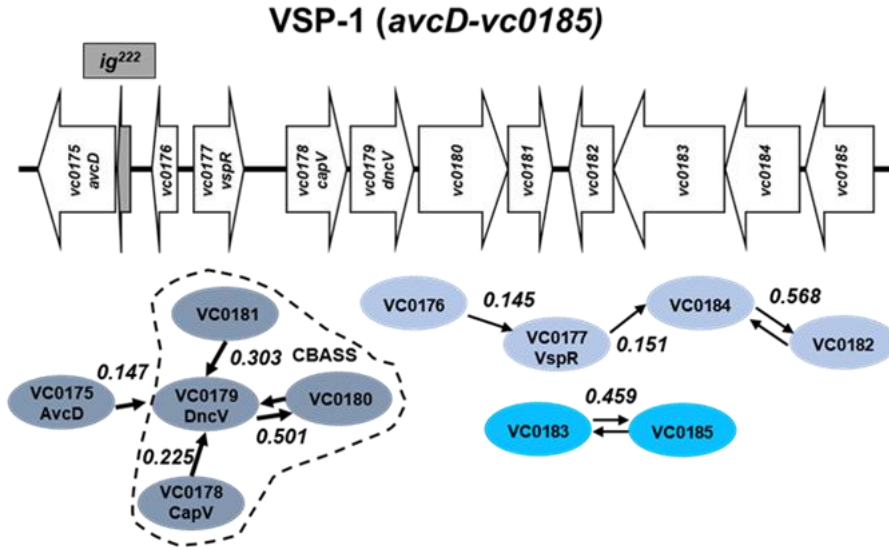 VSP-1 (avcD-vc0185)
ig²²²
vc0175
avcD
vc0176
vc0177
vspR
vc0178
capV
vc0179
dncV
vc0180
vc0181
vc0182
vc0183
vc0184
vc0185
VC0181
0.303
CBASS
0.147
VC0175
AvcD
VC0179
DncV
VC0180
0.501
0.225
VC0178
CapV
VC0176
0.145
VC0177
VspR
0.151
VC0184
0.568
VC0182
0.459
VC0183
VC0185